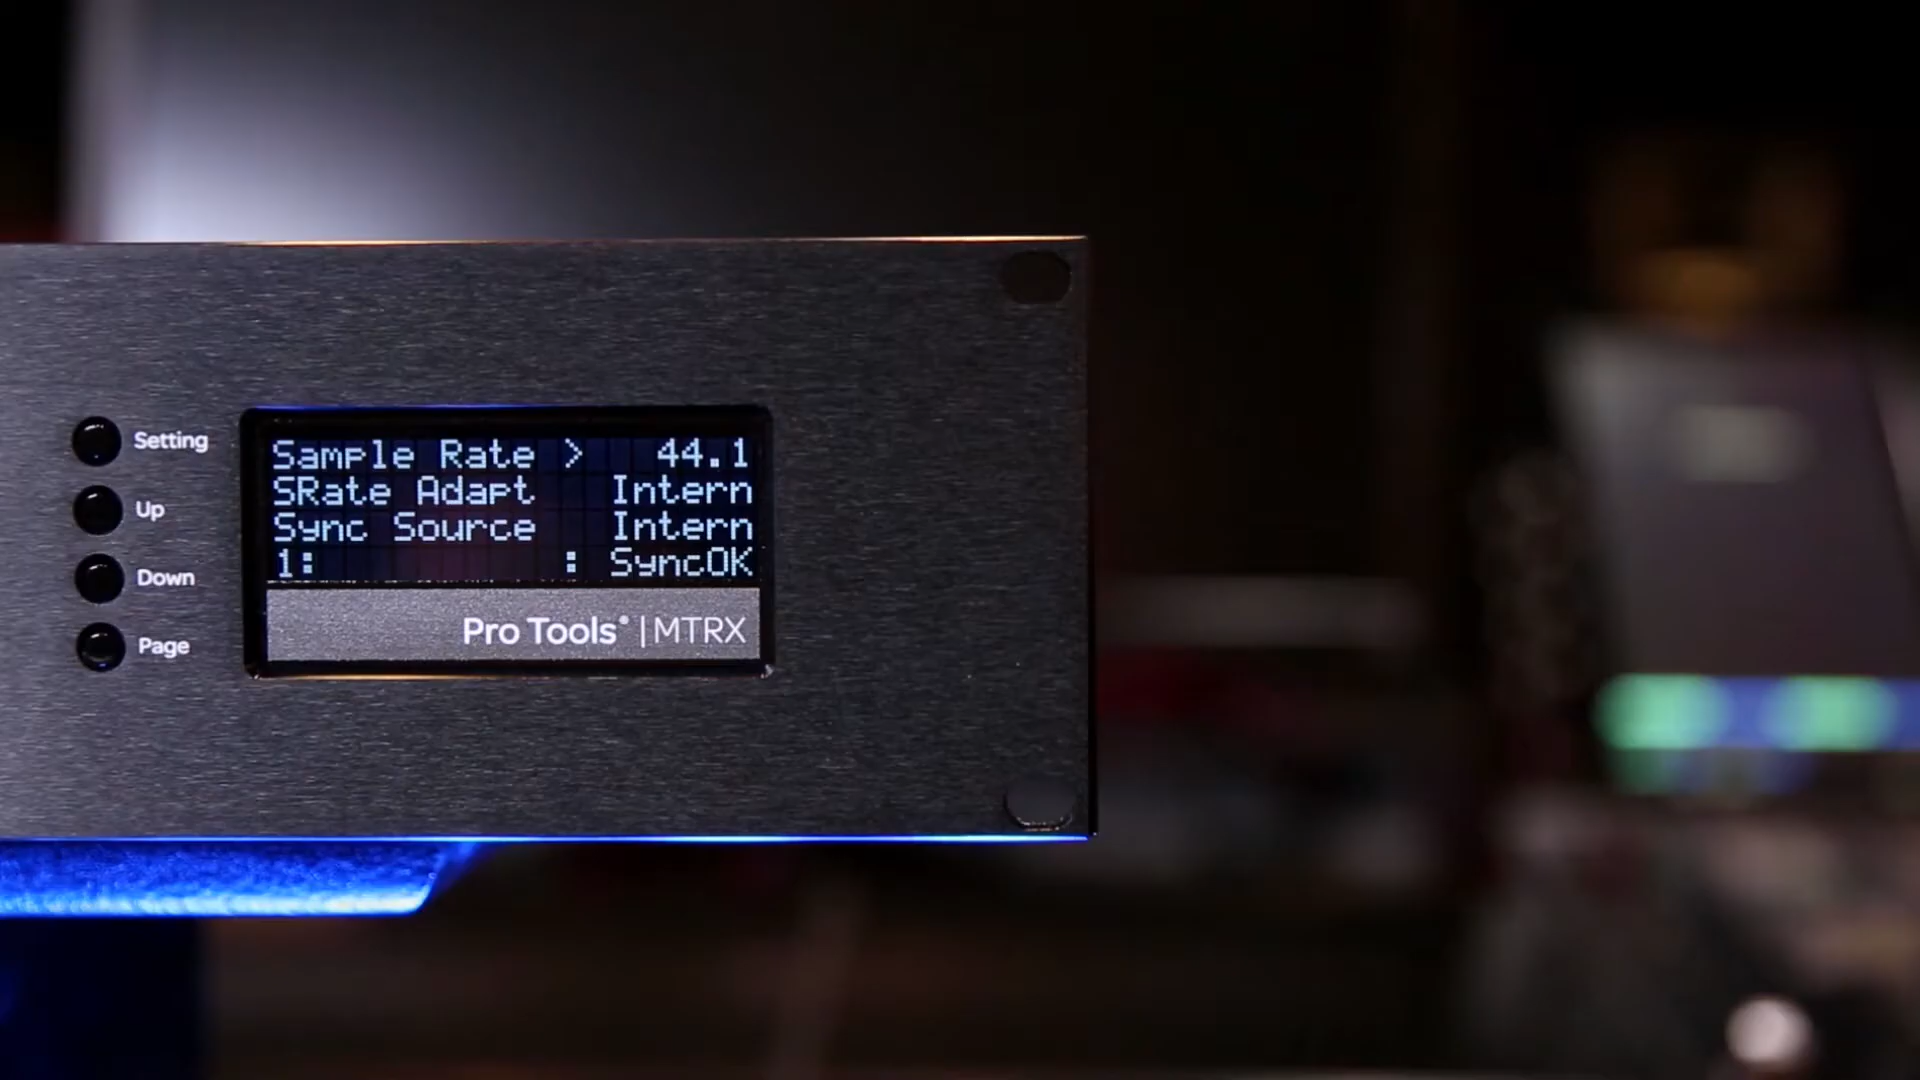 Setting
Up
Down
Page
Sample Rate > 44.1
SRate Adapt Intern
Sync Source Intern
1: : SyncOK
Pro Tools® | MTRX